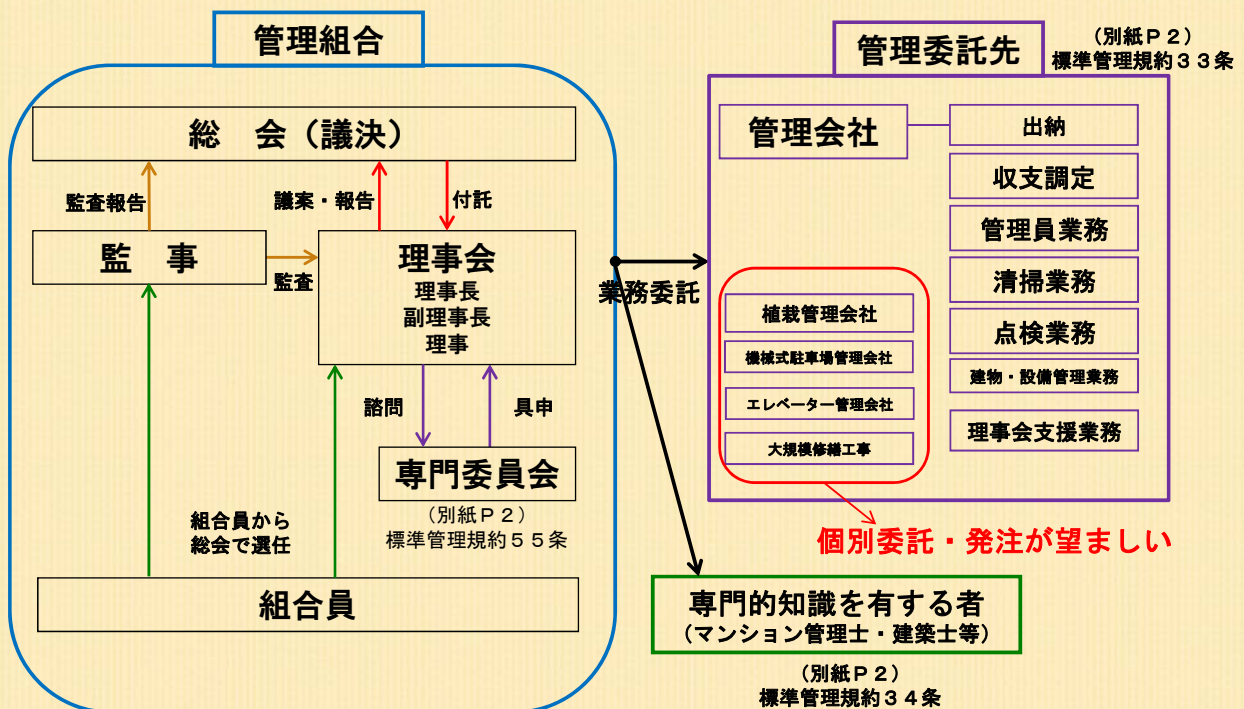 管理組合
総　会（議決）
監査報告
議案・報告
付託
監　事
監査
理事会
理事長
副理事長
理事
諮問
具申
専門委員会
（別紙Ｐ２）
標準管理規約５５条
組合員から
総会で選任
組合員
業務委託
管理委託先
（別紙Ｐ２）
標準管理規約３３条
管理会社
出納
収支調定
管理員業務
清掃業務
点検業務
建物・設備管理業務
理事会支援業務
植栽管理会社
機械式駐車場管理会社
エレベーター管理会社
大規模修繕工事
個別委託・発注が望ましい
専門的知識を有する者
（マンション管理士・建築士等）
（別紙Ｐ２）
標準管理規約３４条